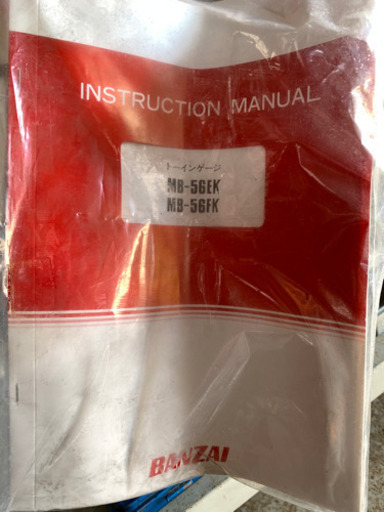 INSTRUCTION MANUAL
トーインゲージ
MB-56EK
MB-56FK
BANZAI